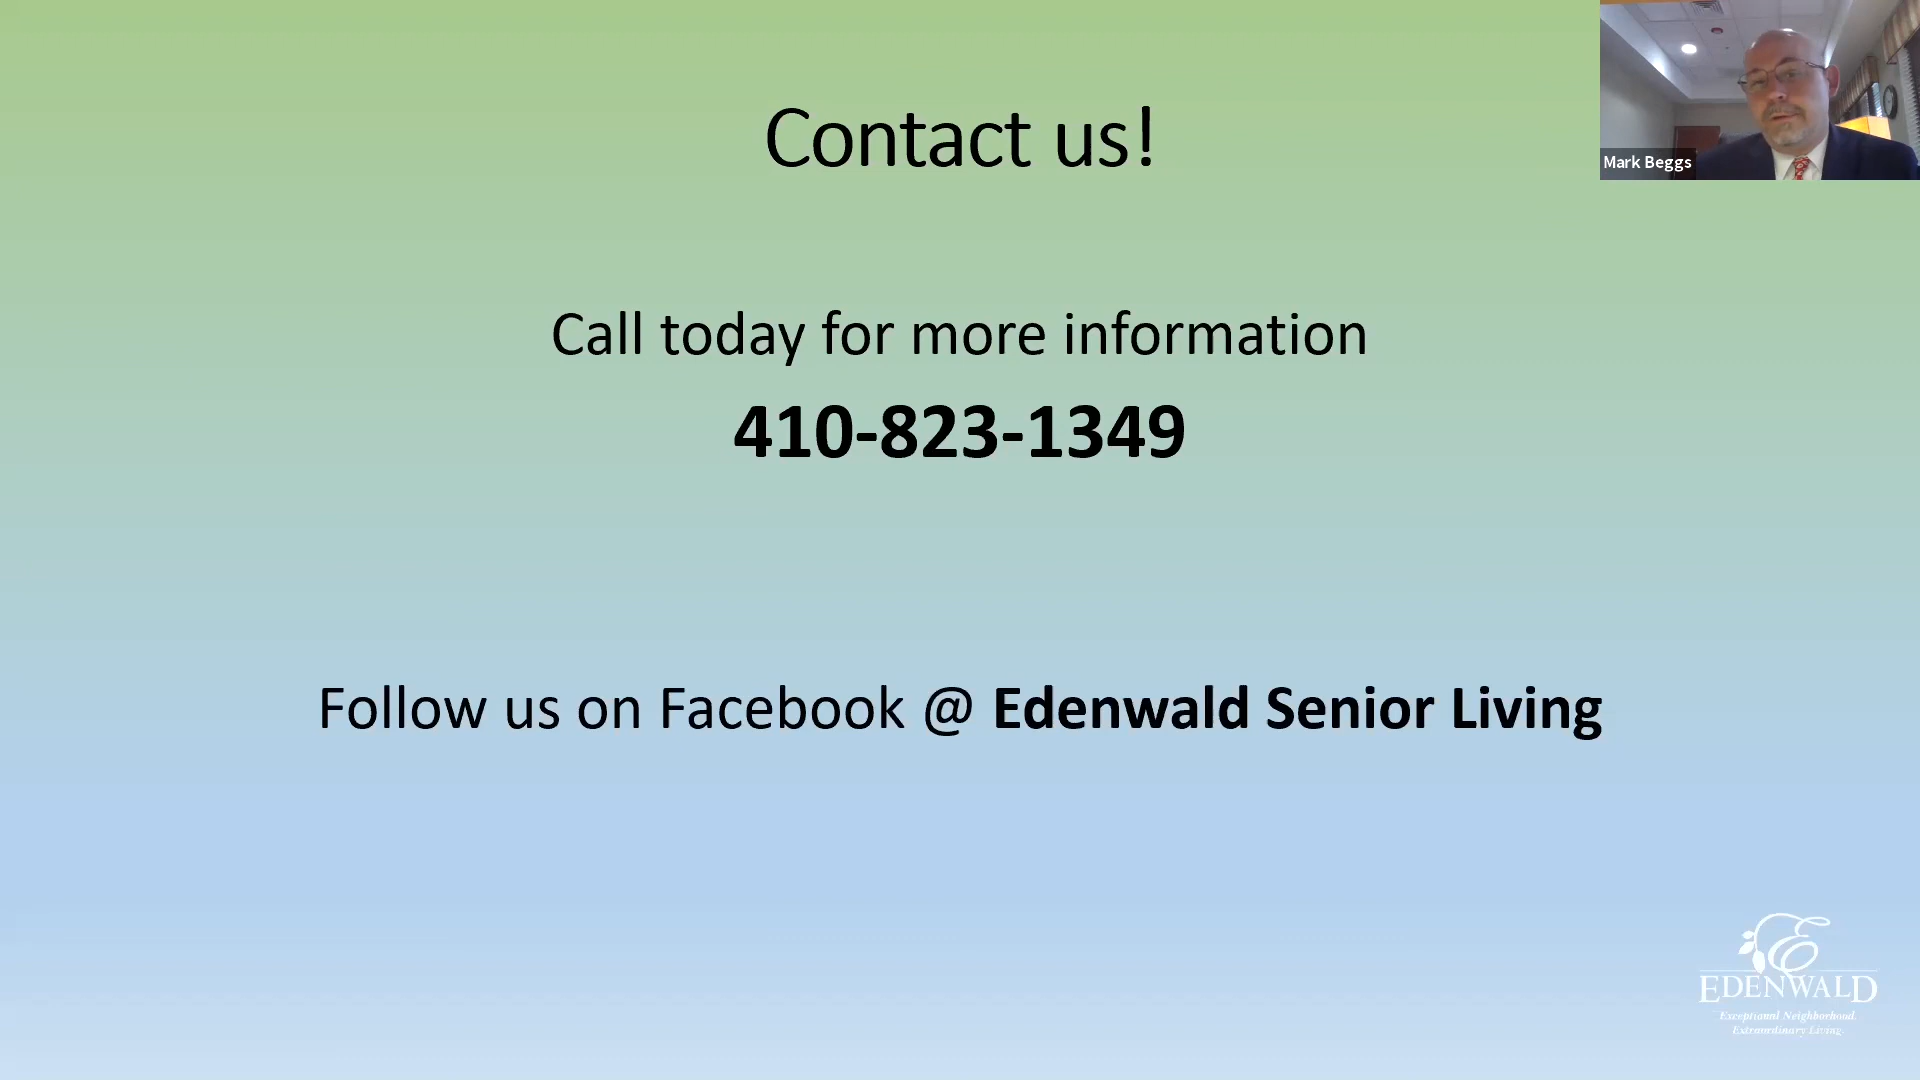 Contact us!
Mark Beggs
Call today for more information
410-823-1349
Follow us on Facebook @ Edenwald Senior Living
EDENWALD
Exceptional Neighborhood.
Extraordinary Living.